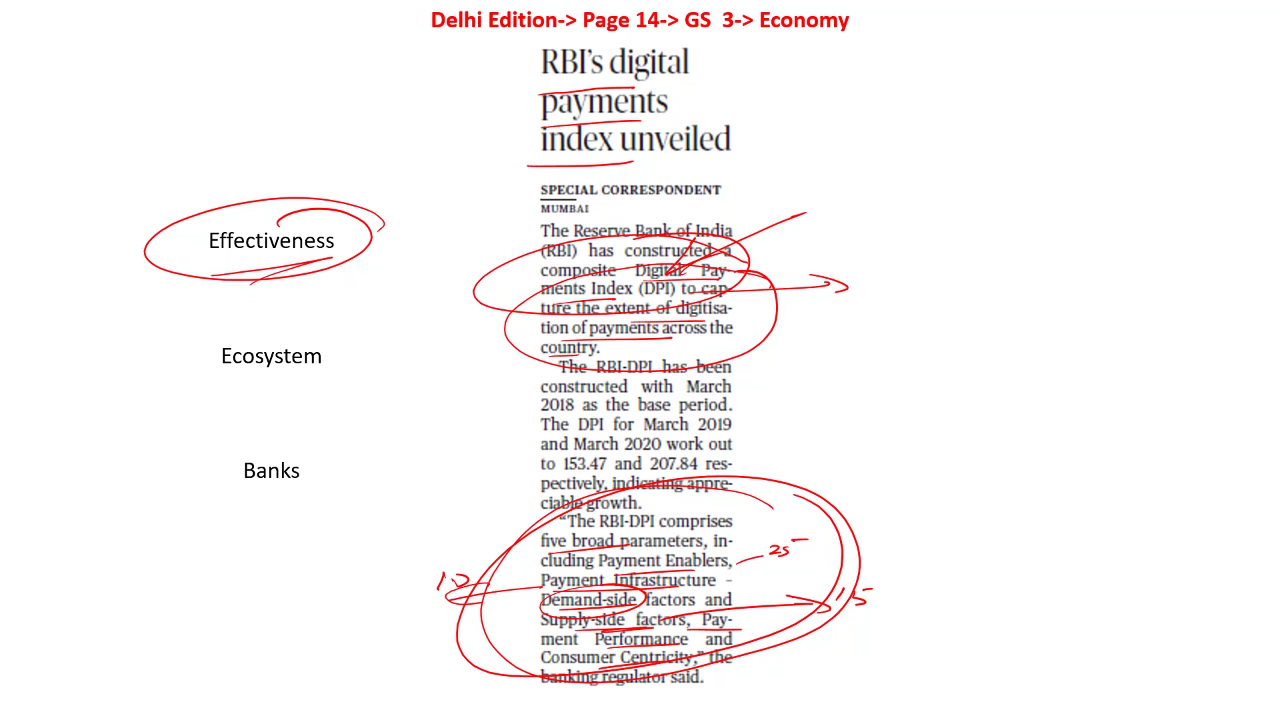 Delhi Edition-> Page 14-> GS 3-> Economy
RBI's digital
payments
index unveiled
SPECIAL CORRESPONDENT
MUMBAI
The Reserve Bank of India
(RBI) has constructed a
composite Digital Pay-
ments Index (DPI) to cap-
ture the extent of digitisa-
tion of payments across the
country.
The RBI-DPI has been
constructed with March
2018 as the base period.
The DPI for March 2019
and March 2020 work out
to 153.47 and 207.84 res-
pectively, indicating appre-
ciable growth.
“The RBI-DPI comprises
five broad parameters, in-
cluding Payment Enablers,
Payment Infrastructure –
Demand-side factors and
Supply-side factors, Pay-
ment Performance and
Consumer Centricity,” the
banking regulator said.
Effectiveness
Ecosystem
Banks
25
10
15